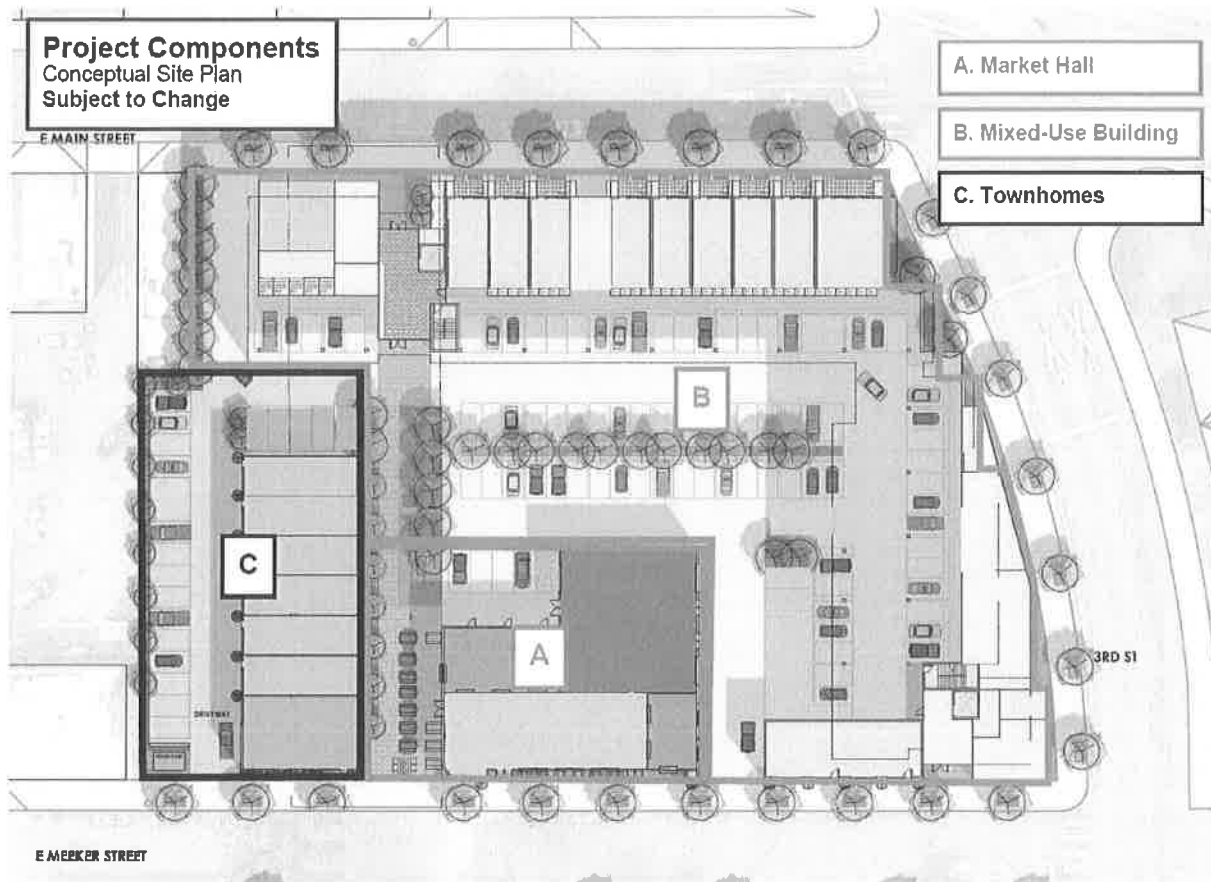 Project Components
Conceptual Site Plan
Subject to Change
A. Market Hall
B. Mixed-Use Building
C. Townhomes
E MAIN STREET
B
C
A
3RD ST
DRIVEWAY
E MEEKER STREET